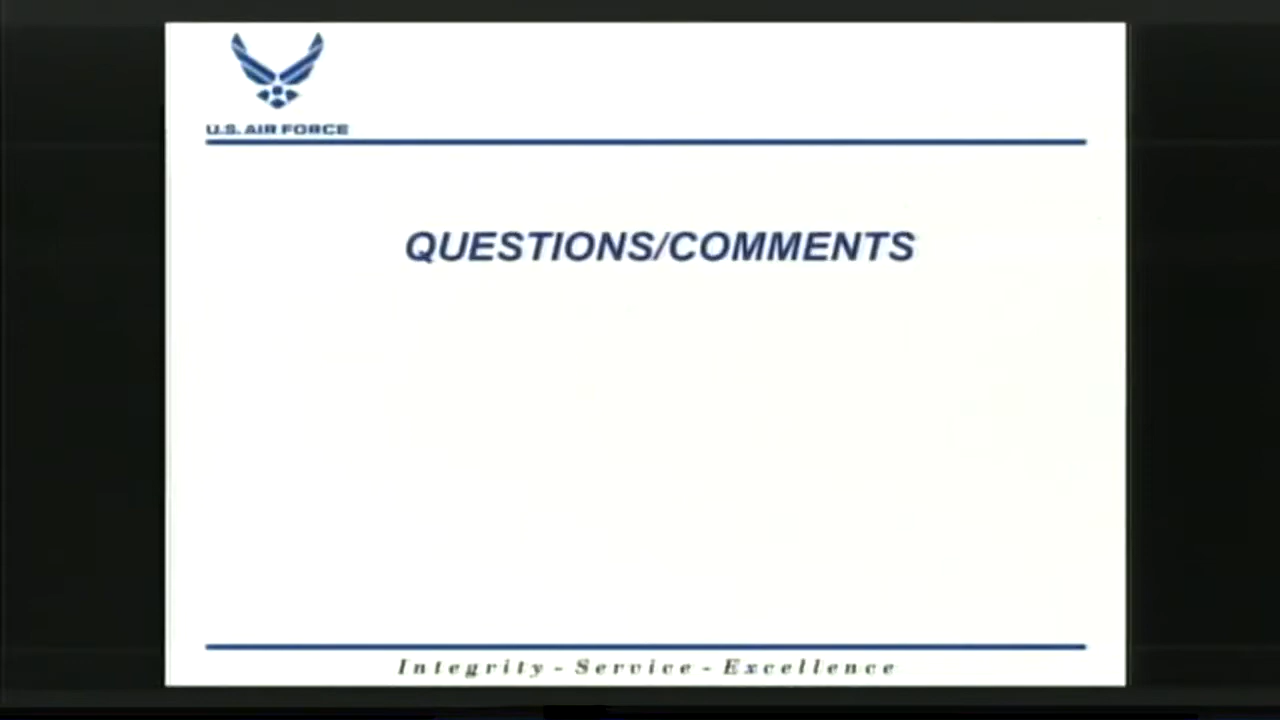 U.S. AIR FORCE
QUESTIONS/COMMENTS
Integrity - Service - Excellence